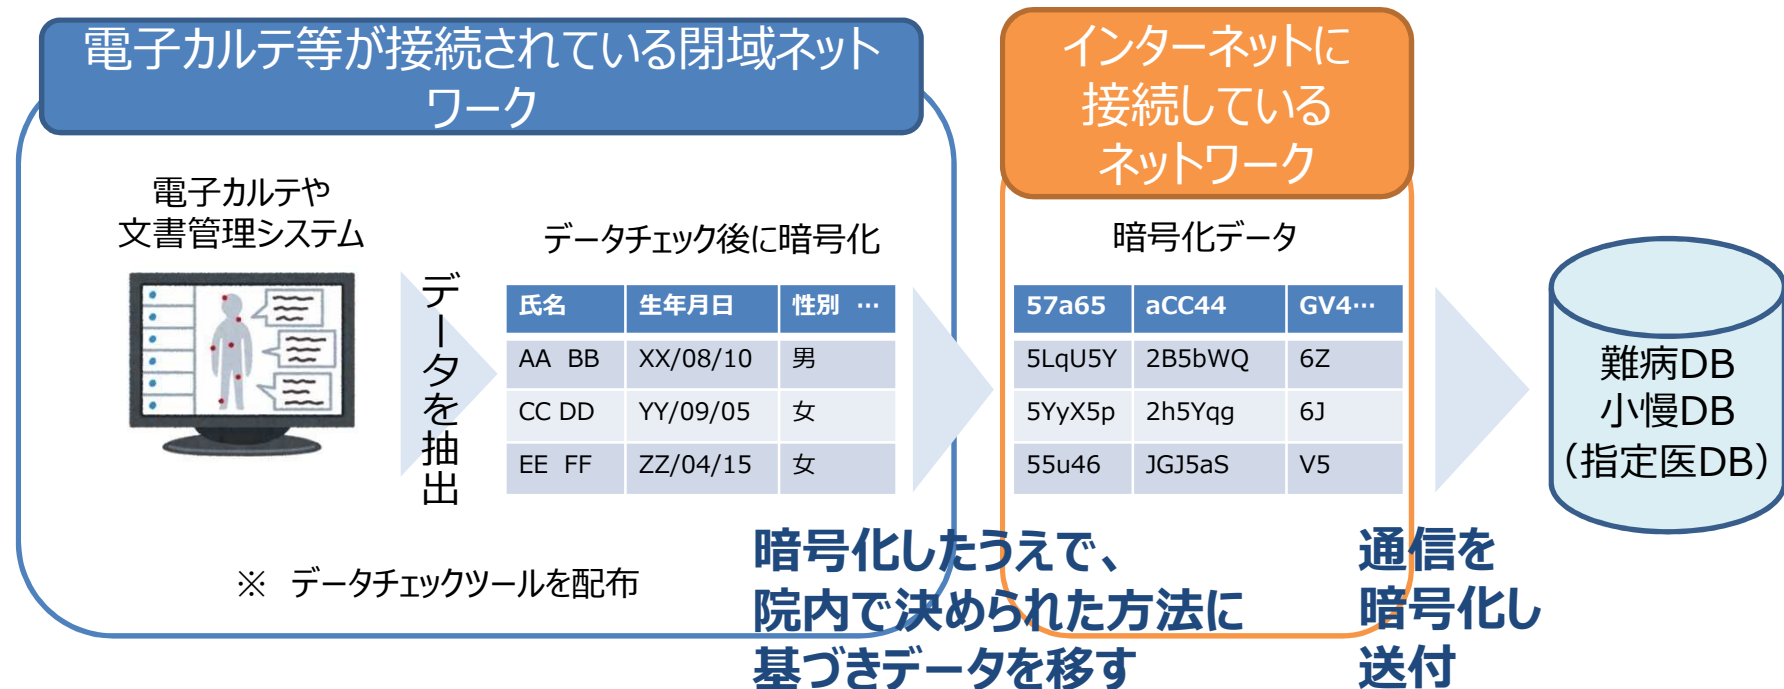 電子カルテ等が接続されている閉域ネット
ワーク
電子カルテや
文書管理システム
データを抽出
データチェック後に暗号化
氏名 生年月日 性別 …
AA BB XX/08/10 男
CC DD YY/09/05 女
EE FF ZZ/04/15 女
※ データチェックツールを配布
暗号化したうえで、
院内で決められた方法に
基づきデータを移す
インターネットに
接続している
ネットワーク
暗号化データ
57a65 aCC44 GV4…
5LqU5Y 2B5bWQ 6Z
5YyX5p 2h5Yqg 6J
55u46 JGJ5aS V5
通信を
暗号化し
送付
難病DB
小慢DB
（指定医DB）